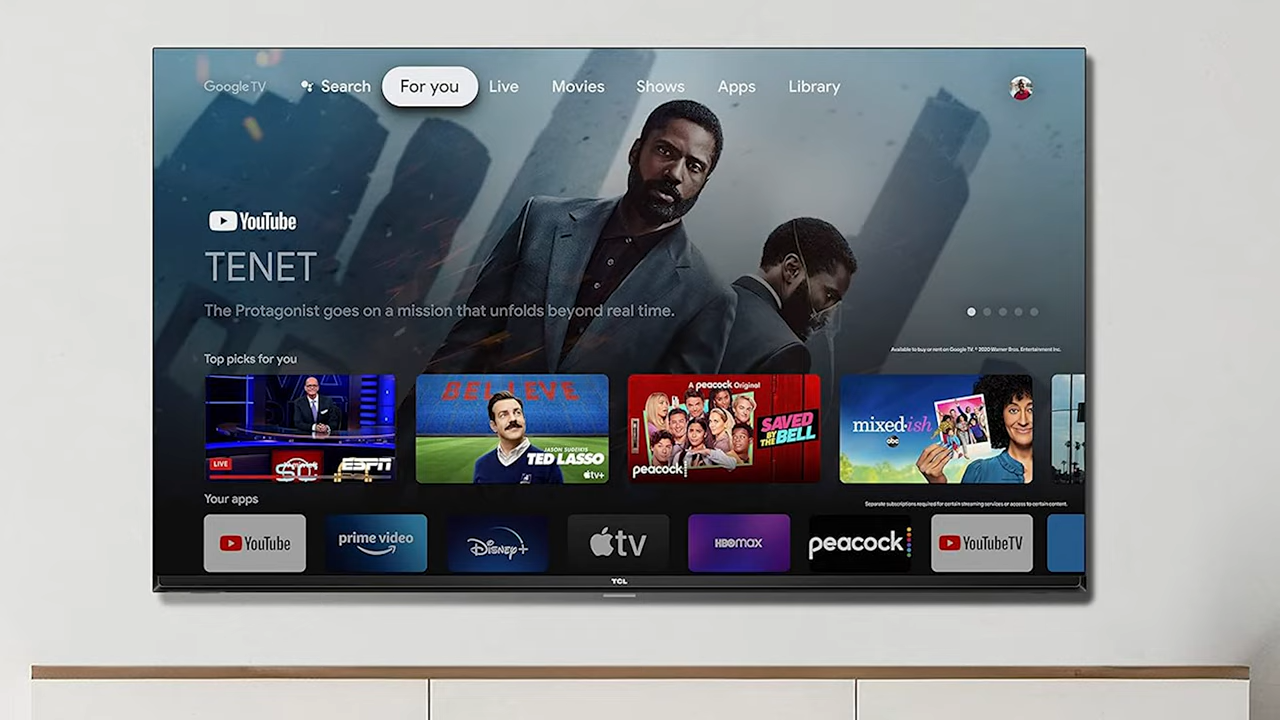 Google TV Search For you Live Movies Shows Apps Library
YouTube
TENET
The Protagonist goes on a mission that unfolds beyond real time.
Available to buy or rent on Google TV. © 2020 Warner Bros. Entertainment Inc.
Top picks for you
LIVE
ESPN
BELIEVE
JASON SUDEIKIS
TED LASSO
tv+
A peacock Original
SAVED
BY THE BELL
peacock
mixed-ish
abc
Your apps
Separate subscriptions required for certain streaming services or access to certain content.
YouTube prime video Disney+ tv HBOMAX peacock YouTubeTV
TCL